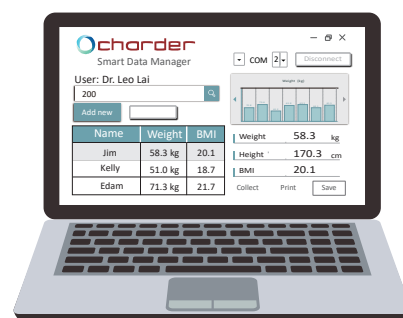 charder
Smart Data Manager
COM 2 Disconnect
User: Dr. Leo Lai
200
Add new
Name Weight BMI
Jim 58.3 kg 20.1
Kelly 51.0 kg 18.7
Edam 71.3 kg 21.7
Weight (kg)
Weight 58.3 kg
Height 170.3 cm
BMI 20.1
Collect Print Save